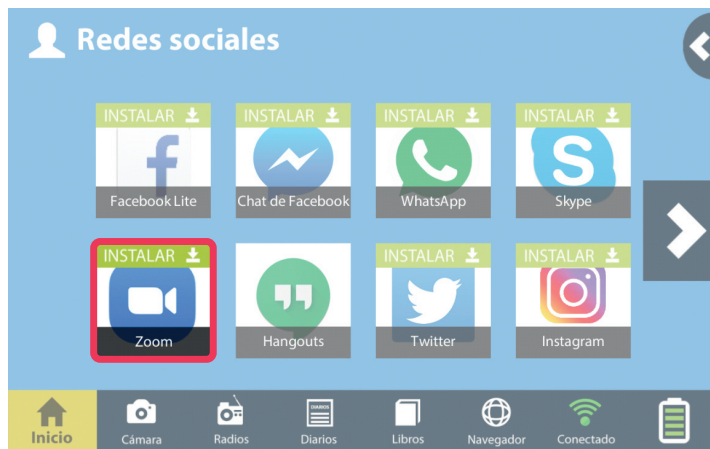 Redes sociales
INSTALAR
INSTALAR
INSTALAR
INSTALAR
Facebook Lite
Chat de Facebook
WhatsApp
Skype
INSTALAR
INSTALAR
INSTALAR
Zoom
Hangouts
Twitter
Instagram
DIARIOS
Inicio
Cámara
Radios
Diarios
Libros
Navegador
Conectado